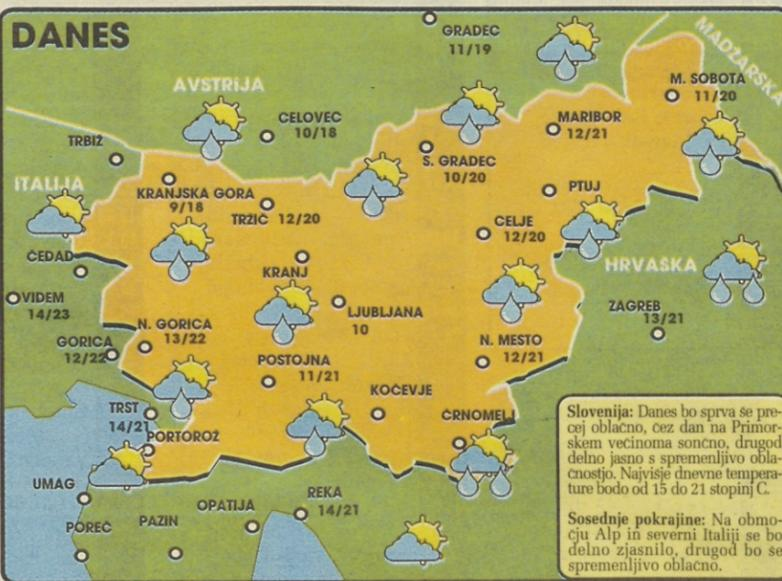 DANES
GRADEC
11/19
MADŽARSKA
AVSTRIJA
M. SOBOTA
11/20
CELOVEC
10/18
MARIBOR
12/21
TRBIŽ
S. GRADEC
10/20
ITALIJA
KRANJSKA GORA
9/18
PTUJ
TRŽIČ 12/20
CELJE
12/20
ČEDAD
KRANJ
HRVAŠKA
VIDEM
14/23
LJUBLJANA
10
ZAGREB
13/21
GORICA
12/22
N. GORICA
13/22
N. MESTO
12/21
POSTOJNA
11/21
KOČEVJE
TRST
14/21
ČRNOMELJ
PORTOROŽ
UMAG
OPATIJA
REKA
14/21
POREČ
PAZIN
Slovenija: Danes bo sprva še pre-
cej oblačno, čez dan na Primor-
skem večinoma sončno, drugod
delno jasno s spremenljivo obla-
čnostjo. Najvišje dnevne tempera-
ture bodo od 15 do 21 stopinj C.
Sosednje pokrajine: Na obmo-
čju Alp in severni Italiji se bo
delno zjasnilo, drugod bo še
spremenljivo oblačno.